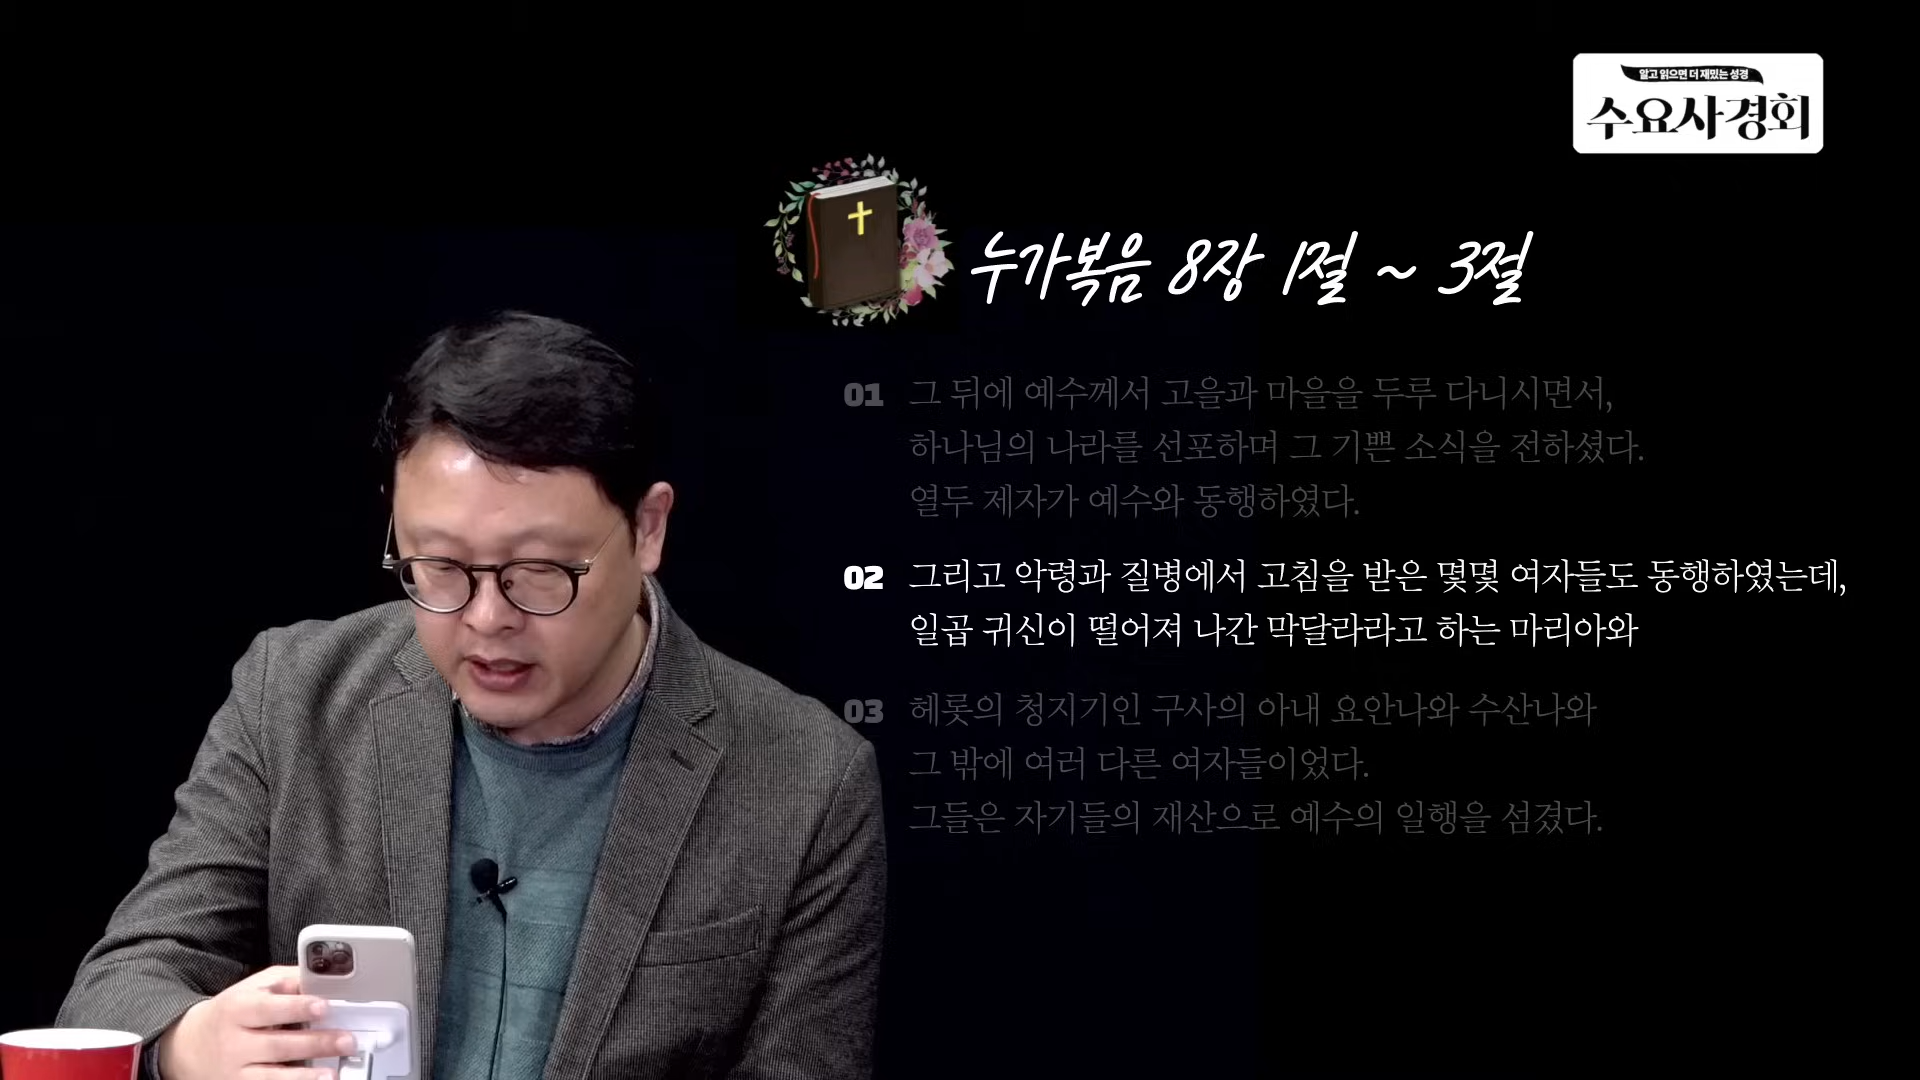 알고 읽으면 더 재밌는 성경
수요사경회
누가복음 8장 1절 ~ 3절
01 그 뒤에 예수께서 고을과 마을을 두루 다니시면서,
하나님의 나라를 선포하며 그 기쁜 소식을 전하셨다.
열두 제자가 예수와 동행하였다.
02 그리고 악령과 질병에서 고침을 받은 몇몇 여자들도 동행하였는데,
일곱 귀신이 떨어져 나간 막달라라고 하는 마리아와
03 헤롯의 청지기인 구사의 아내 요안나와 수산나와
그 밖에 여러 다른 여자들이었다.
그들은 자기들의 재산으로 예수의 일행을 섬겼다.